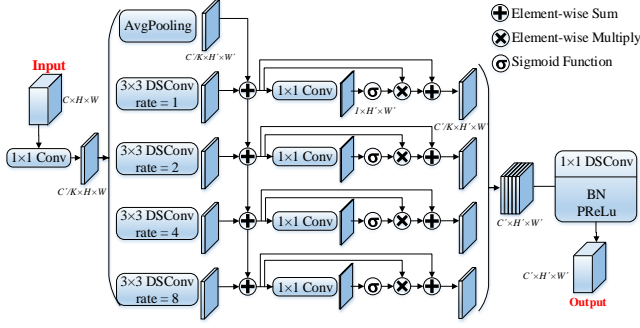 AvgPooling
C'/K×H'×W'
Element-wise Sum
Element-wise Multiply
Sigmoid Function
Input
C×H×W
1×1 Conv
C'/K×H×W
3×3 DSConv
rate = 1
1×1 Conv
σ
1×H'×W'
C'/K×H'×W'
3×3 DSConv
rate = 2
1×1 Conv
σ
3×3 DSConv
rate = 4
1×1 Conv
σ
3×3 DSConv
rate = 8
1×1 Conv
σ
C'×H'×W'
1×1 DSConv
BN
PReLu
C'×H'×W'
Output